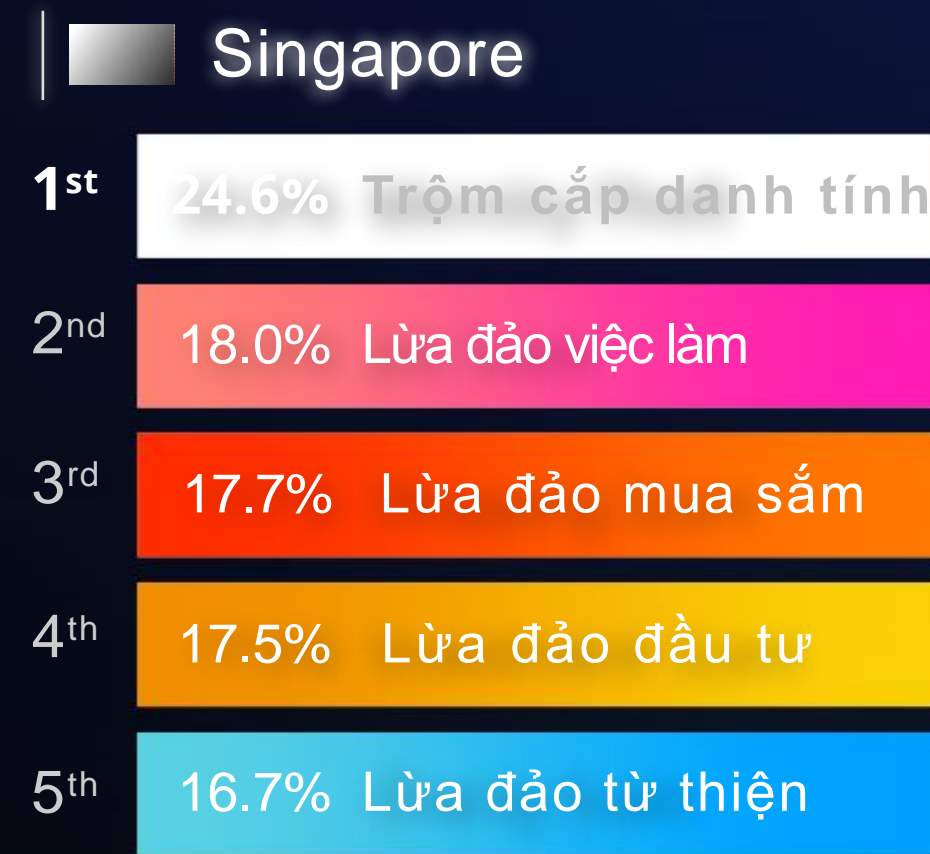 Singapore
1st 24.6% Trộm cắp danh tính
2nd 18.0% Lừa đảo việc làm
3rd 17.7% Lừa đảo mua sắm
4th 17.5% Lừa đảo đầu tư
5th 16.7% Lừa đảo từ thiện